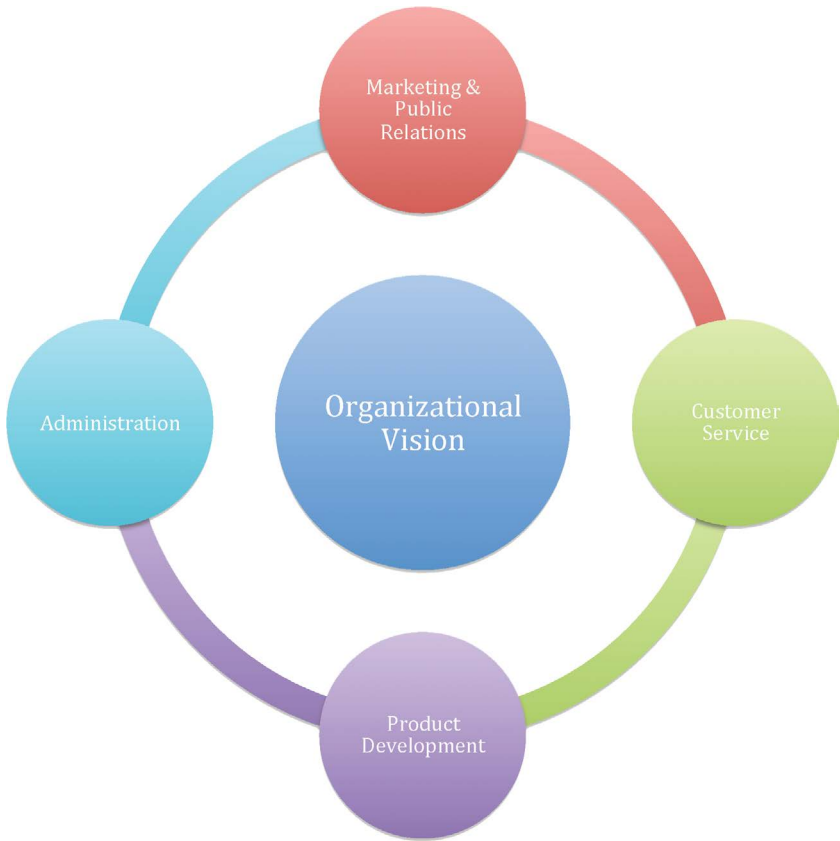 Marketing &
Public
Relations
Administration
Organizational
Vision
Customer
Service
Product
Development